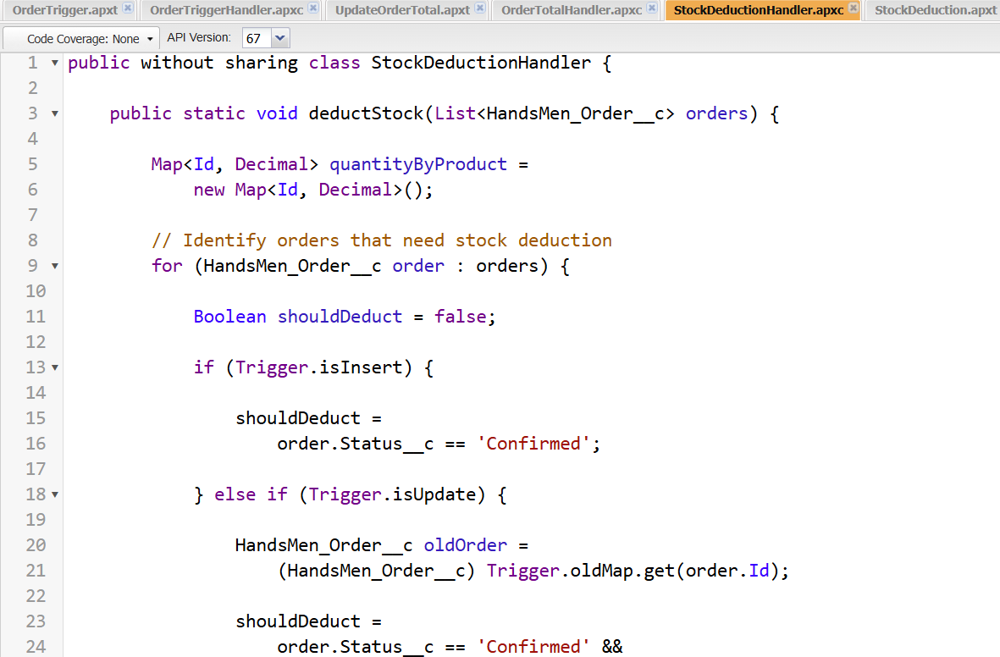 OrderTrigger.apxt OrderTriggerHandler.apxc UpdateOrderTotal.apxt OrderTotalHandler.apxc StockDeductionHandler.apxc StockDeduction.apxt
Code Coverage: None API Version: 67
1 public without sharing class StockDeductionHandler {
2
3 public static void deductStock(List<HandsMen_Order__c> orders) {
4
5 Map<Id, Decimal> quantityByProduct =
6 new Map<Id, Decimal>();
7
8 // Identify orders that need stock deduction
9 for (HandsMen_Order__c order : orders) {
10
11 Boolean shouldDeduct = false;
12
13 if (Trigger.isInsert) {
14
15 shouldDeduct =
16 order.Status__c == 'Confirmed';
17
18 } else if (Trigger.isUpdate) {
19
20 HandsMen_Order__c oldOrder =
21 (HandsMen_Order__c) Trigger.oldMap.get(order.Id);
22
23 shouldDeduct =
24 order.Status__c == 'Confirmed' &&